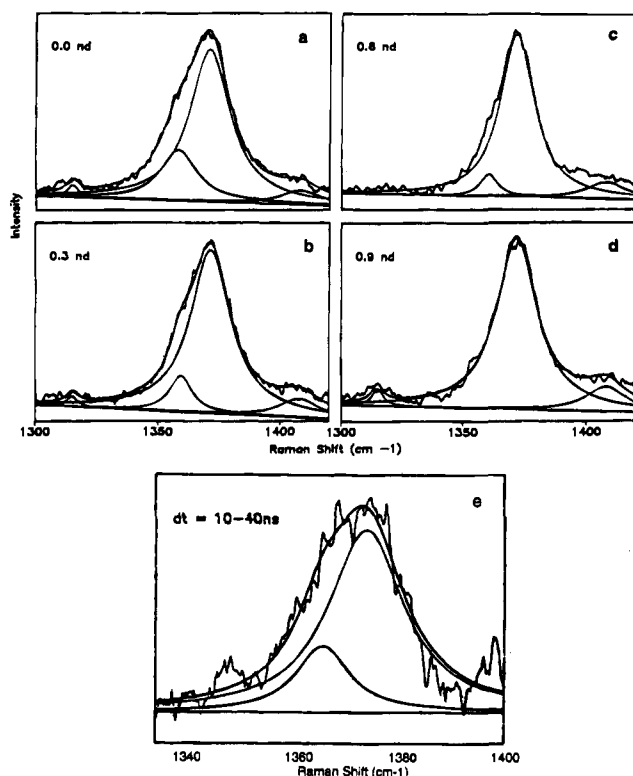 0.0 nd
a
0.6 nd
c
Intensity
0.3 nd
b
0.9 nd
d
1300
1350
1400
1300
1350
1400
Raman Shift (cm −1)
dt = 10−40ns
e
1340
1360
1380
1400
Raman Shift (cm-1)